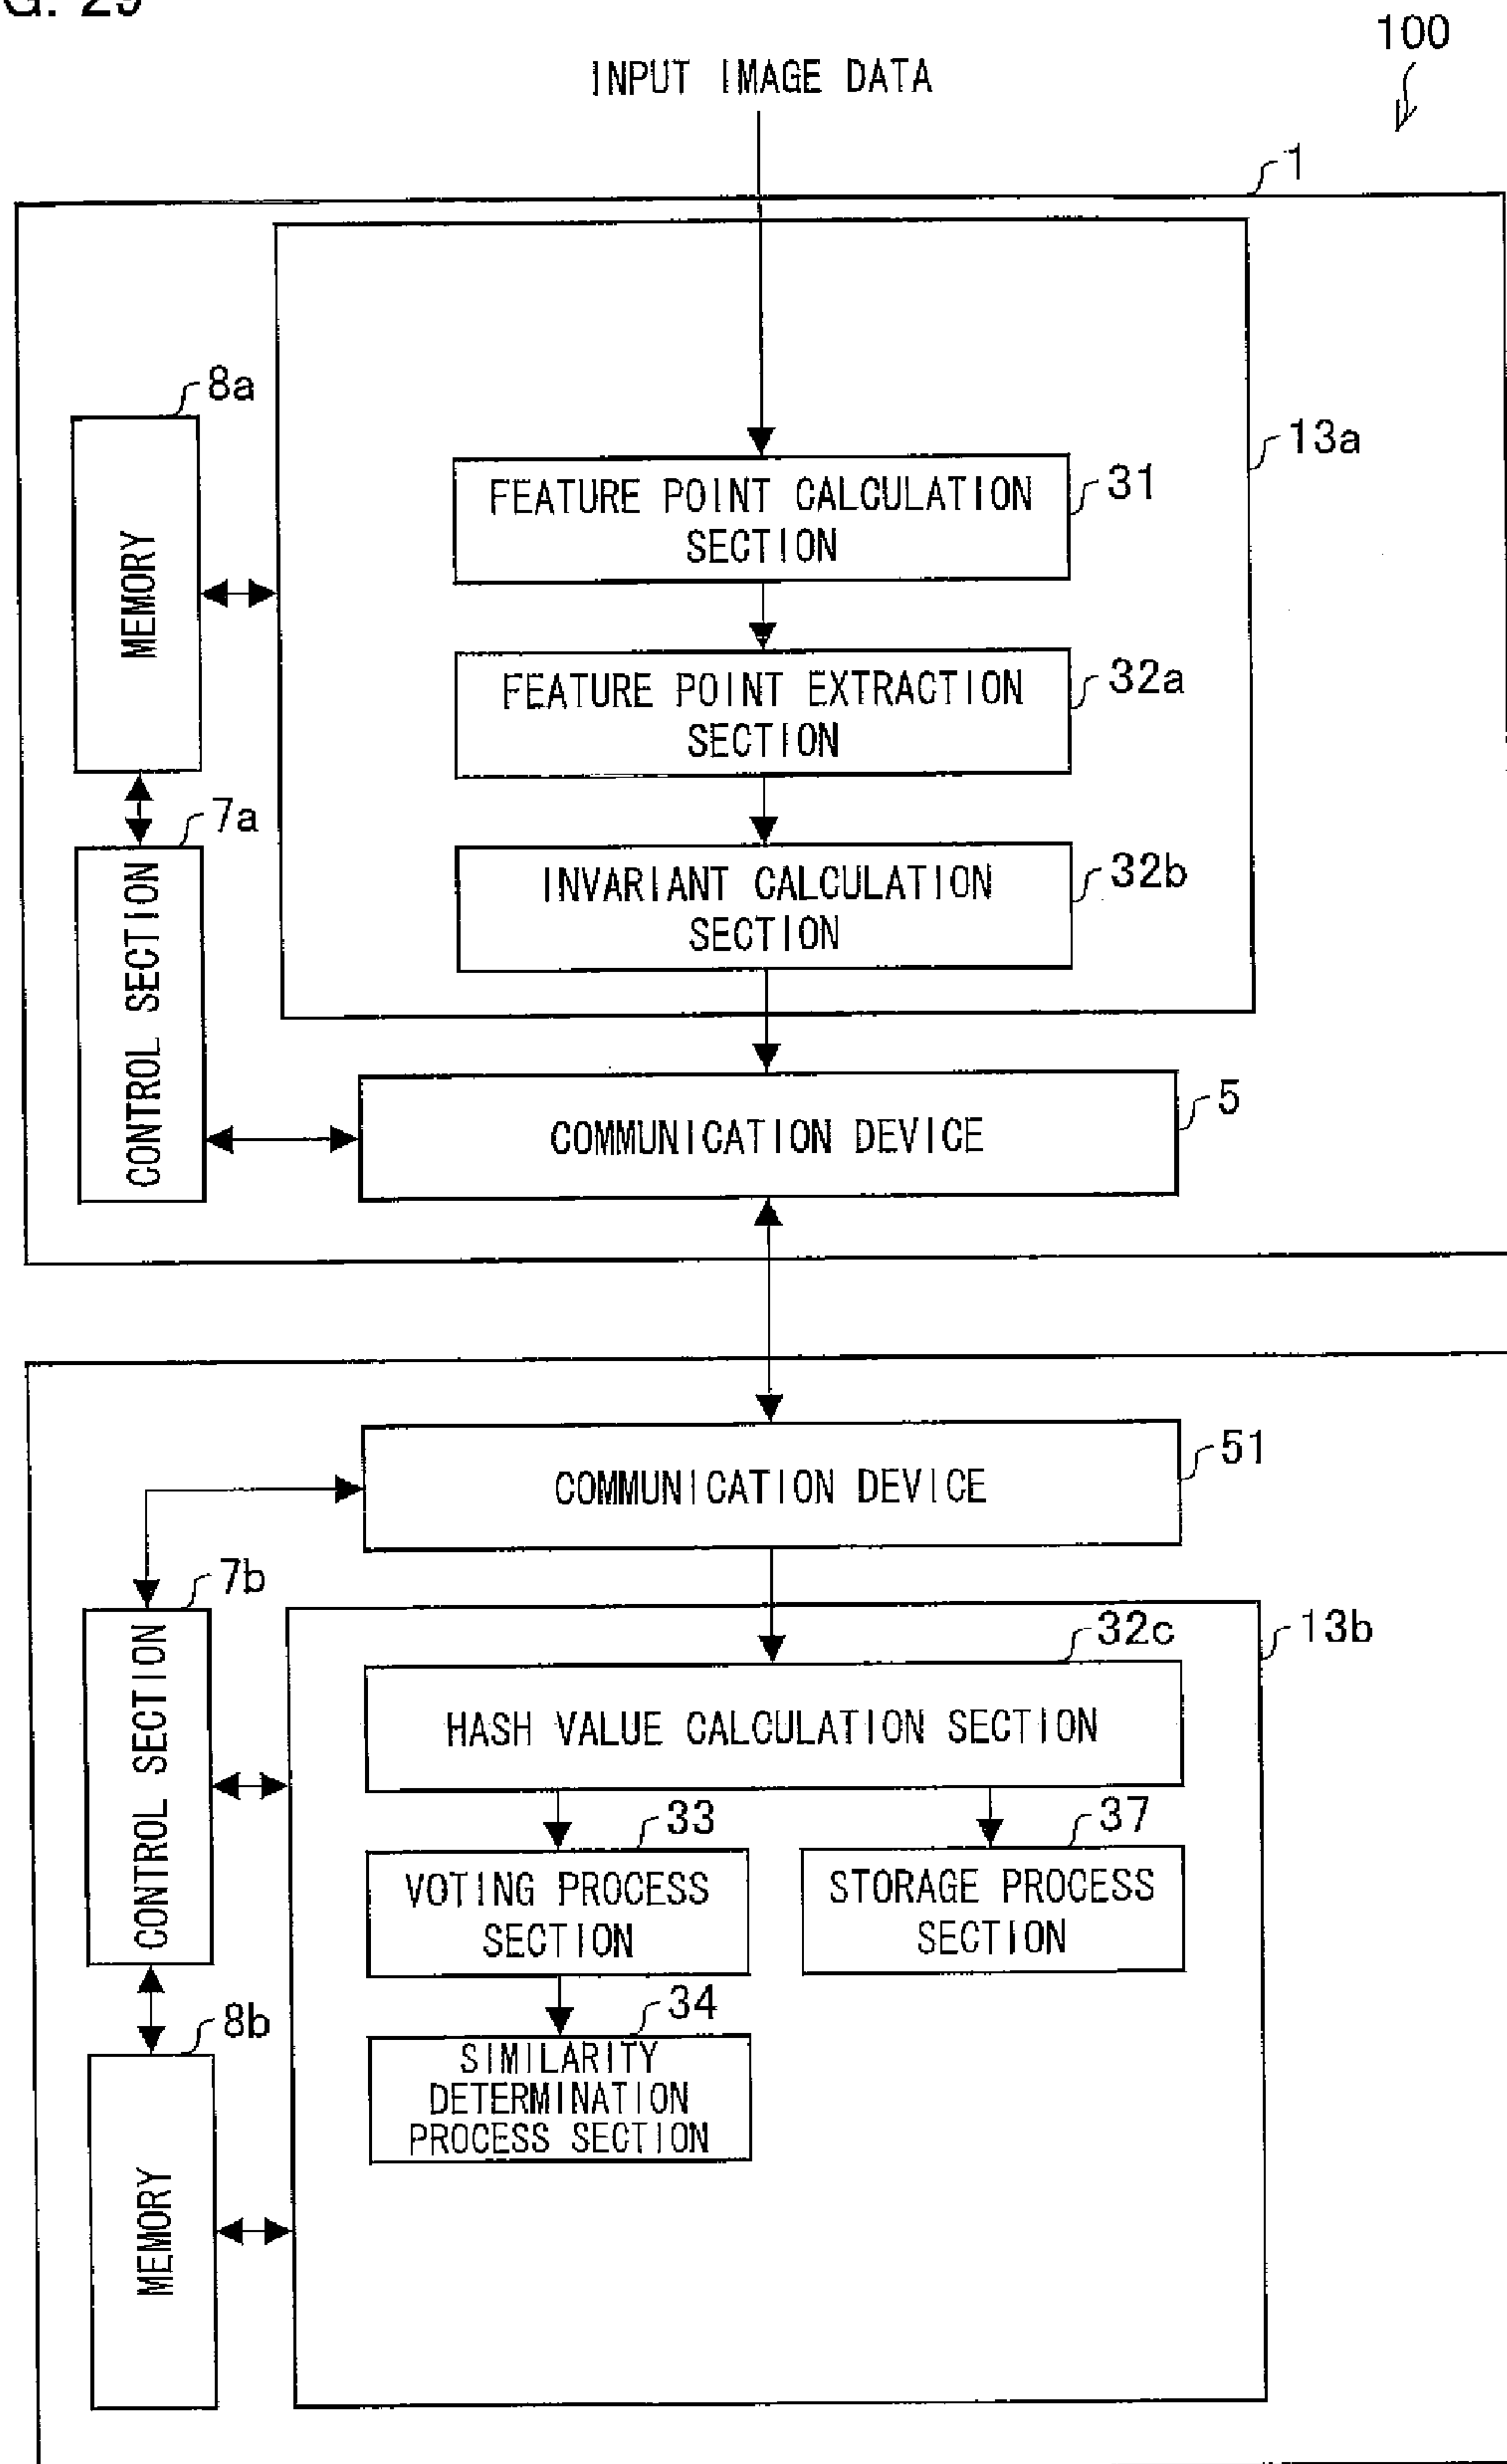 G. 29
100
INPUT IMAGE DATA
1
8a
13a
MEMORY
FEATURE POINT CALCULATION
SECTION
31
FEATURE POINT EXTRACTION
SECTION
32a
7a
CONTROL SECTION
INVARIANT CALCULATION
SECTION
32b
COMMUNICATION DEVICE
5
COMMUNICATION DEVICE
51
7b
CONTROL SECTION
32c
13b
HASH VALUE CALCULATION SECTION
33
37
VOTING PROCESS
SECTION
STORAGE PROCESS
SECTION
8b
34
MEMORY
SIMILARITY
DETERMINATION
PROCESS SECTION